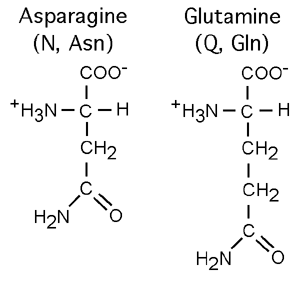 Asparagine
(N, Asn)
COO-
+H3N–C–H
CH2
C
H2N O
Glutamine
(Q, Gln)
COO-
+H3N–C–H
CH2
CH2
C
H2N O